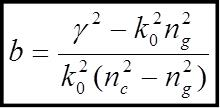 b = (γ² − k₀²n_g²) / (k₀²(n_c² − n_g²))